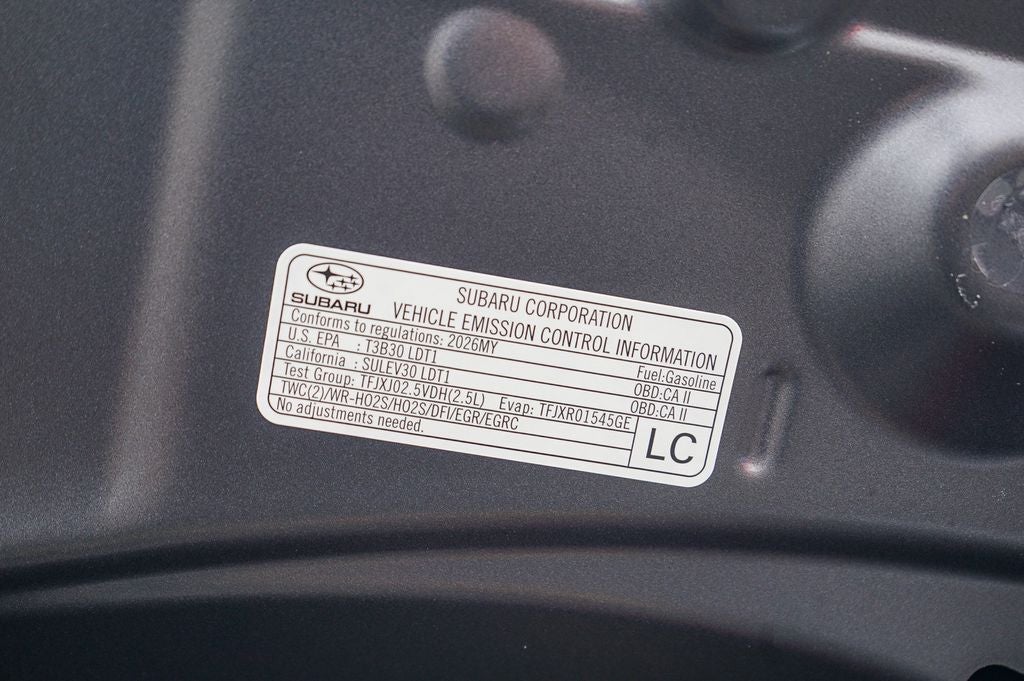 SUBARU
SUBARU CORPORATION
VEHICLE EMISSION CONTROL INFORMATION
Conforms to regulations: 2026MY Fuel:Gasoline
U.S. EPA : T3B30 LDT1 OBD:CA II
California : SULEV30 LDT1 OBD:CA II
Test Group: TFJXJ02.5VDH(2.5L) Evap: TFJXR01545GE
TWC(2)/WR-HO2S/HO2S/DFI/EGR/EGRC
No adjustments needed.
LC